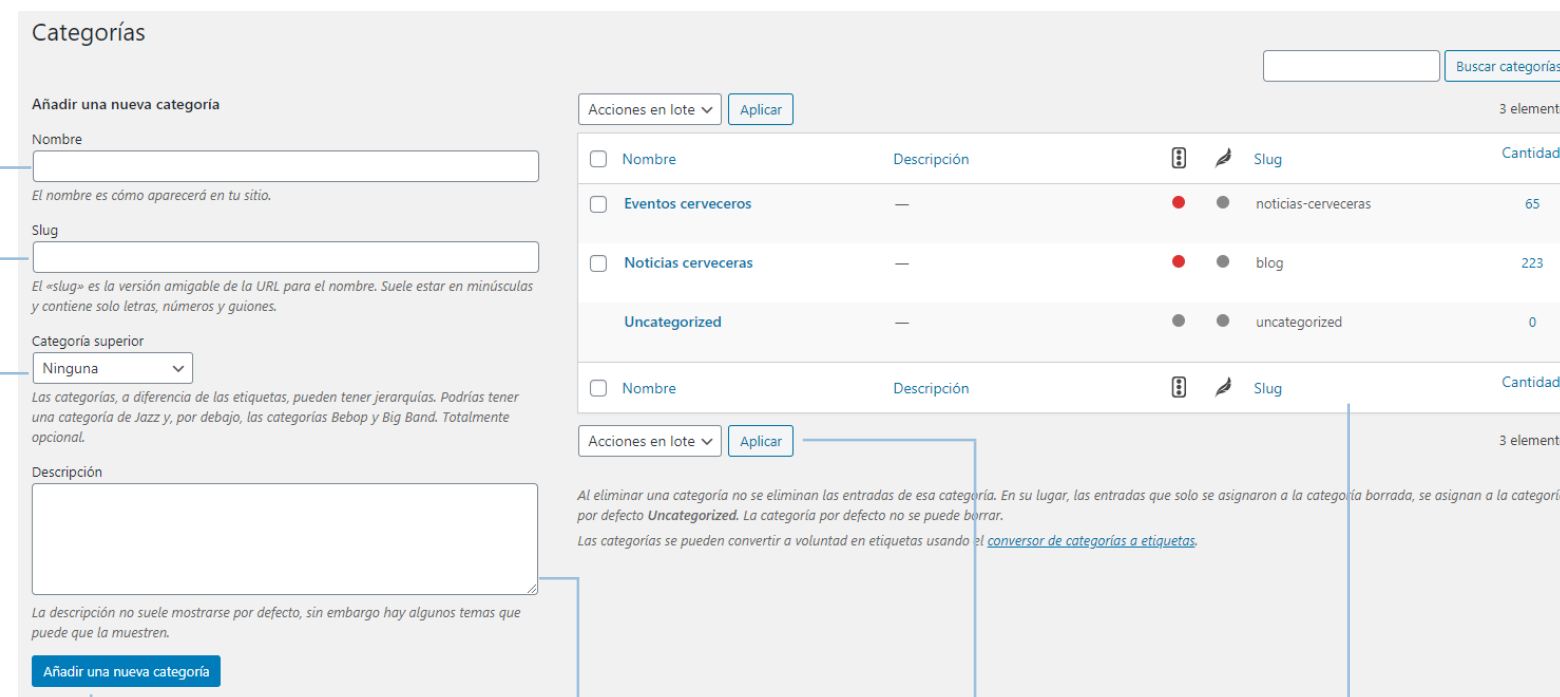 Categorías
Buscar categorías
Añadir una nueva categoría
Nombre
El nombre es cómo aparecerá en tu sitio.
Slug
El «slug» es la versión amigable de la URL para el nombre. Suele estar en minúsculas
y contiene solo letras, números y guiones.
Categoría superior
Ninguna
Las categorías, a diferencia de las etiquetas, pueden tener jerarquías. Podrías tener
una categoría de Jazz y, por debajo, las categorías Bebop y Big Band. Totalmente
opcional.
Descripción
La descripción no suele mostrarse por defecto, sin embargo hay algunos temas que
puede que la muestren.
Añadir una nueva categoría
Acciones en lote Aplicar 3 element
Nombre Descripción Slug Cantidad
Eventos cerveceros — noticias-cerveceras 65
Noticias cerveceras — blog 223
Uncategorized — uncategorized 0
Nombre Descripción Slug Cantidad
Acciones en lote Aplicar 3 element
Al eliminar una categoría no se eliminan las entradas de esa categoría. En su lugar, las entradas que solo se asignaron a la categoría borrada, se asignan a la categorí
por defecto Uncategorized. La categoría por defecto no se puede borrar.
Las categorías se pueden convertir a voluntad en etiquetas usando el conversor de categorías a etiquetas.